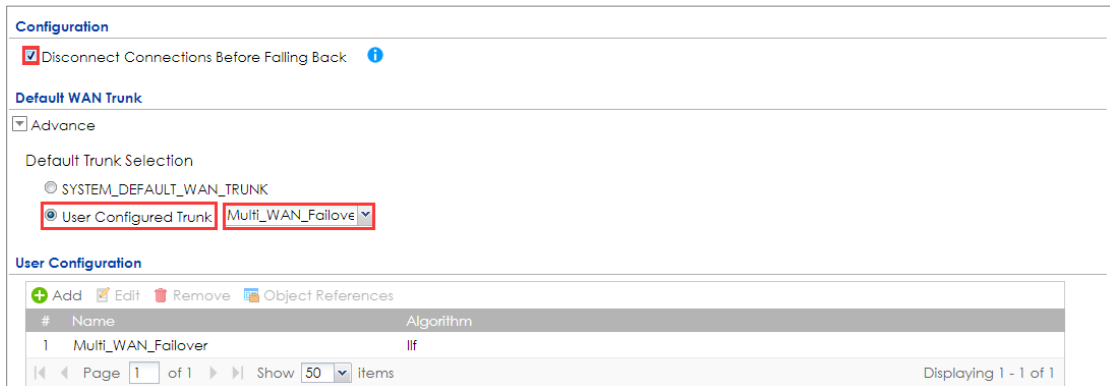 Configuration
Disconnect Connections Before Falling Back
Default WAN Trunk
Advance
Default Trunk Selection
SYSTEM_DEFAULT_WAN_TRUNK
User Configured Trunk Multi_WAN_Failove
User Configuration
Add Edit Remove Object References
# Name Algorithm
1 Multi_WAN_Failover llf
Page 1 of 1 Show 50 items Displaying 1 - 1 of 1